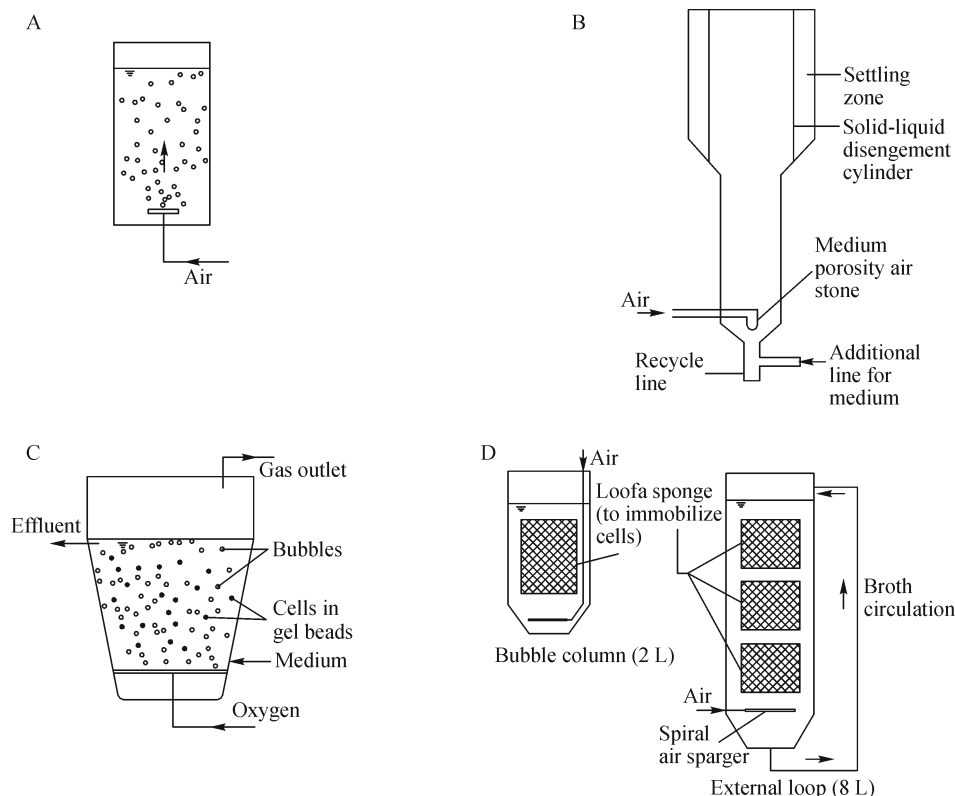 A
Air
B
Settling
zone
Solid-liquid
disengement
cylinder
Medium
porosity air
stone
Air
Recycle
line
Additional
line for
medium
C
Gas outlet
Effluent
Bubbles
Cells in
gel beads
Medium
Oxygen
D
Air
Loofa sponge
(to immobilize
cells)
Bubble column (2 L)
Broth
circulation
Air
Spiral
air sparger
External loop (8 L)